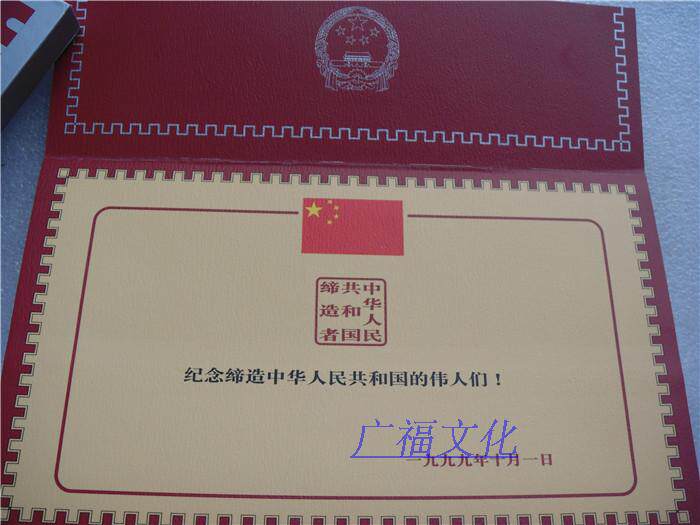 中华人民
共和国
缔造者
纪念缔造中华人民共和国的伟人们！
广福文化
一九九九年十月一日